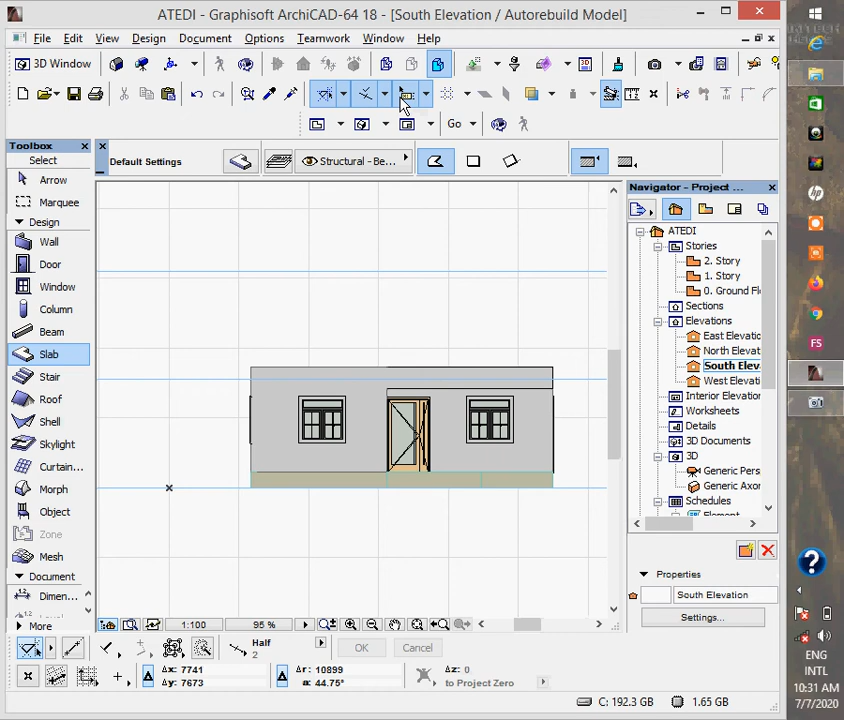 ATEDI - Graphisoft ArchiCAD-64 18 - [South Elevation / Autorebuild Model]
File Edit View Design Document Options Teamwork Window Help
3D Window
Go
Toolbox
Select
Arrow
Marquee
Design
Wall
Door
Window
Column
Beam
Slab
Stair
Roof
Shell
Skylight
Curtain...
Morph
Object
Zone
Mesh
Document
Dimen...
More
Default Settings
Structural - Be...
1:100
95 %
Navigator - Project ...
ATEDI
Stories
2. Story
1. Story
0. Ground Fl
Sections
Elevations
East Elevatio
North Elevat
South Elev
West Elevati
Interior Elevation
Worksheets
Details
3D Documents
3D
Generic Pers
Generic Axo
Schedules
Element
Properties
South Elevation
Settings...
Half
2
OK
Cancel
Δx: 7741
Δy: 7673
Δr: 10899
a: 44.75°
Δz: 0
to Project Zero
C: 192.3 GB
1.65 GB
FS
ENG
INTL
10:31 AM
7/7/2020